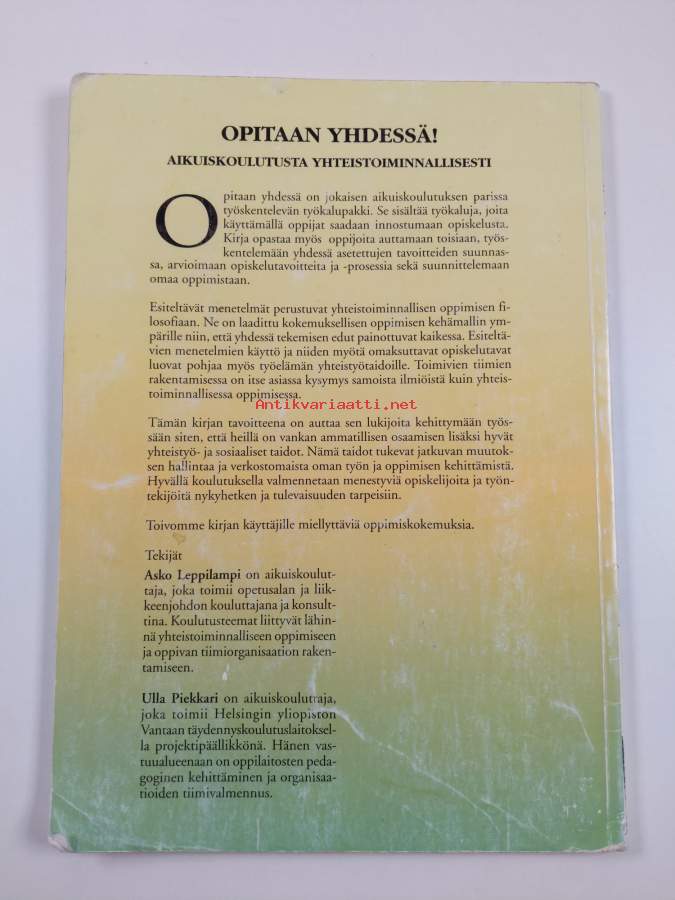 OPITAAN YHDESSÄ!
AIKUISKOULUTUSTA YHTEISTOIMINNALLISESTI
Opitaan yhdessä on jokaisen aikuiskoulutuksen parissa
työskentelevän työkalupakki. Se sisältää työkaluja, joita
käyttämällä oppijat saadaan innostumaan opiskelusta.
Kirja opastaa myös oppijoita auttamaan toisiaan, työs-
kentelemään yhdessä asetettujen tavoitteiden suunnas-
sa, arvioimaan opiskelutavoitteita ja -prosessia sekä suunnittelemaan
omaa oppimistaan.
Esiteltävät menetelmät perustuvat yhteistoiminnallisen oppimisen fi-
losofiaan. Ne on laadittu kokemuksellisen oppimisen kehämallin ym-
pärille niin, että yhdessä tekemisen edut painottuvat kaikessa. Esiteltä-
vien menetelmien käyttö ja niiden myötä omaksuttavat opiskelutavat
luovat pohjaa myös työelämän yhteistyötaidoille. Toimivien tiimien
rakentamisessa on itse asiassa kysymys samoista ilmiöistä kuin yhteis-
toiminnallisessa oppimisessa.
Antikvariaatti.net
Tämän kirjan tavoitteena on auttaa sen lukijoita kehittymään työs-
sään siten, että heillä on vankan ammatillisen osaamisen lisäksi hyvät
yhteistyö- ja sosiaaliset taidot. Nämä taidot tukevat jatkuvan muutok-
sen hallintaa ja verkostomaista oman työn ja oppimisen kehittämistä.
Hyvällä koulutuksella valmennetaan menestyviä opiskelijoita ja työn-
tekijöitä nykyhetken ja tulevaisuuden tarpeisiin.
Toivomme kirjan käyttäjille miellyttäviä oppimiskokemuksia.
Tekijät
Asko Leppilampi on aikuiskoulut-
taja, joka toimii opetusalan ja liik-
keenjohdon kouluttajana ja konsult-
tina. Koulutusteemat liittyvät lähin-
nä yhteistoiminnalliseen oppimiseen
ja oppivan tiimiorganisaation raken-
tamiseen.
Ulla Piekkari on aikuiskouluttaja,
joka toimii Helsingin yliopiston
Vantaan täydennyskoulutuslaitoksel-
la projektipäällikkönä. Hänen vas-
tuualueenaan on oppilaitosten peda-
goginen kehittäminen ja organisaa-
tioiden tiimivalmennus.